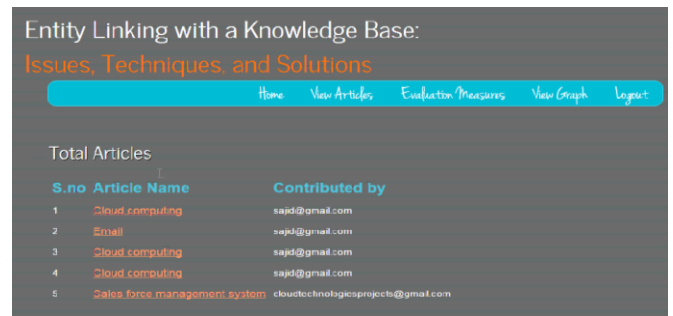 Entity Linking with a Knowledge Base:
Issues, Techniques, and Solutions
Home View Articles Evaluation Measures View Graph Logout
Total Articles
S.no Article Name Contributed by
1 Cloud computing sajid@gmail.com
2 Email sajid@gmail.com
3 Cloud computing sajid@gmail.com
4 Cloud computing sajid@gmail.com
5 Sales force management system cloudtechnologiesprojects@gmail.com